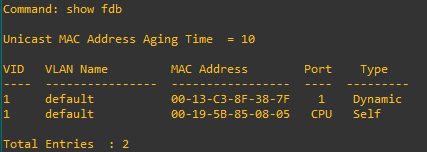 Command: show fdb
Unicast MAC Address Aging Time  = 10
VID   VLAN Name         MAC Address        Port    Type
----  ----------------  -----------------  ----  ---------
1     default           00-13-C3-8F-38-7F   1    Dynamic
1     default           00-19-5B-85-08-05  CPU   Self
Total Entries  : 2